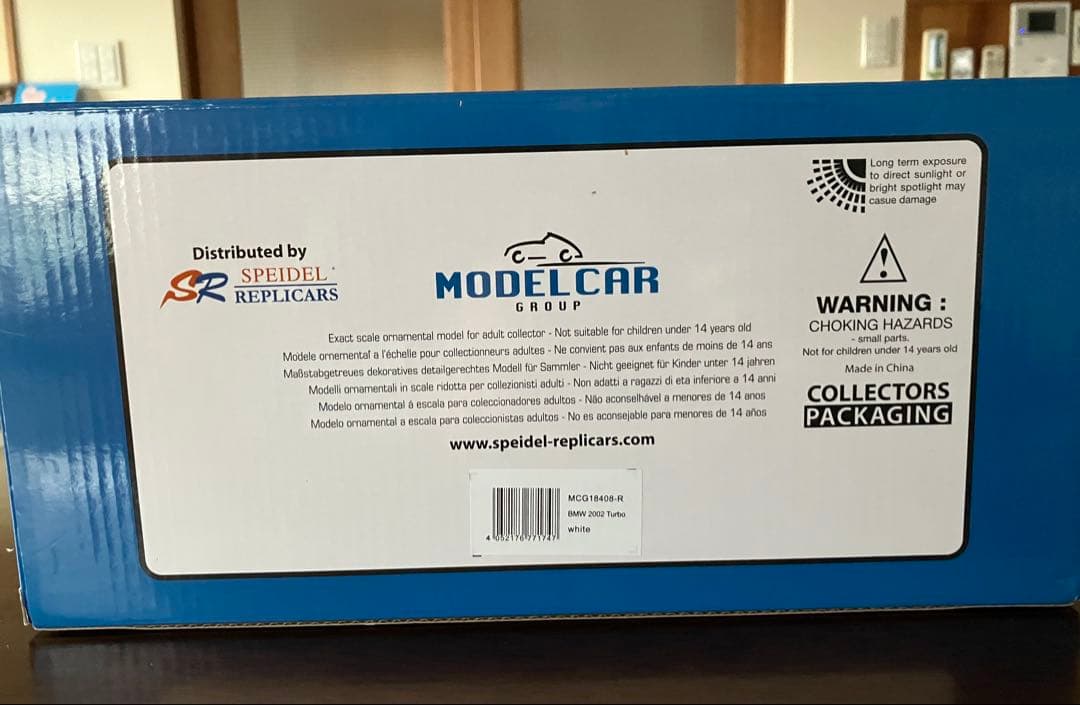 Long term exposure
to direct sunlight or
bright spotlight may
casue damage
Distributed by
SR SPEIDEL
REPLICARS
MODELCAR
GROUP
Exact scale ornamental model for adult collector - Not suitable for children under 14 years old
Modele ornemental a l'échelle pour collectionneurs adultes - Ne convient pas aux enfants de moins de 14 ans
Maßstabgetreues dekoratives detailgerechtes Modell für Sammler - Nicht geeignet für Kinder unter 14 jahren
Modelli ornamentali in scale ridotta per collezionisti adulti - Non adatti a ragazzi di eta inferiore a 14 anni
Modelo ornamental á escala para coleccionadores adultos - Não aconselhável a menores de 14 anos
Modelo ornamental a escala para coleccionistas adultos - No es aconsejable para menores de 14 años
www.speidel-replicars.com
WARNING :
CHOKING HAZARDS
- small parts.
Not for children under 14 years old
Made in China
COLLECTORS
PACKAGING
MCG18408-R
BMW 2002 Turbo
white
4 052176 771747